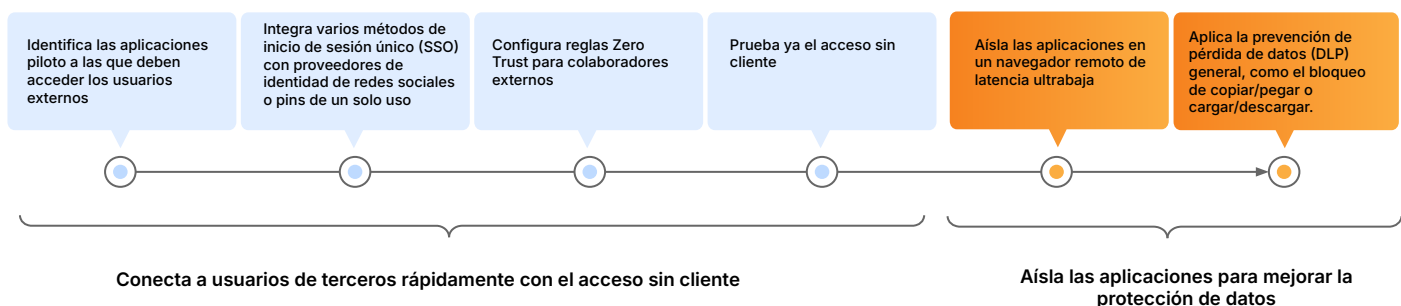 Identifica las aplicaciones
piloto a las que deben
acceder los usuarios
externos
Integra varios métodos de
inicio de sesión único (SSO)
con proveedores de
identidad de redes sociales
o pins de un solo uso
Configura reglas Zero
Trust para colaboradores
externos
Prueba ya el acceso sin
cliente
Aísla las aplicaciones en
un navegador remoto de
latencia ultrabaja
Aplica la prevención de
pérdida de datos (DLP)
general, como el bloqueo
de copiar/pegar o
cargar/descargar.
Conecta a usuarios de terceros rápidamente con el acceso sin cliente
Aísla las aplicaciones para mejorar la
protección de datos